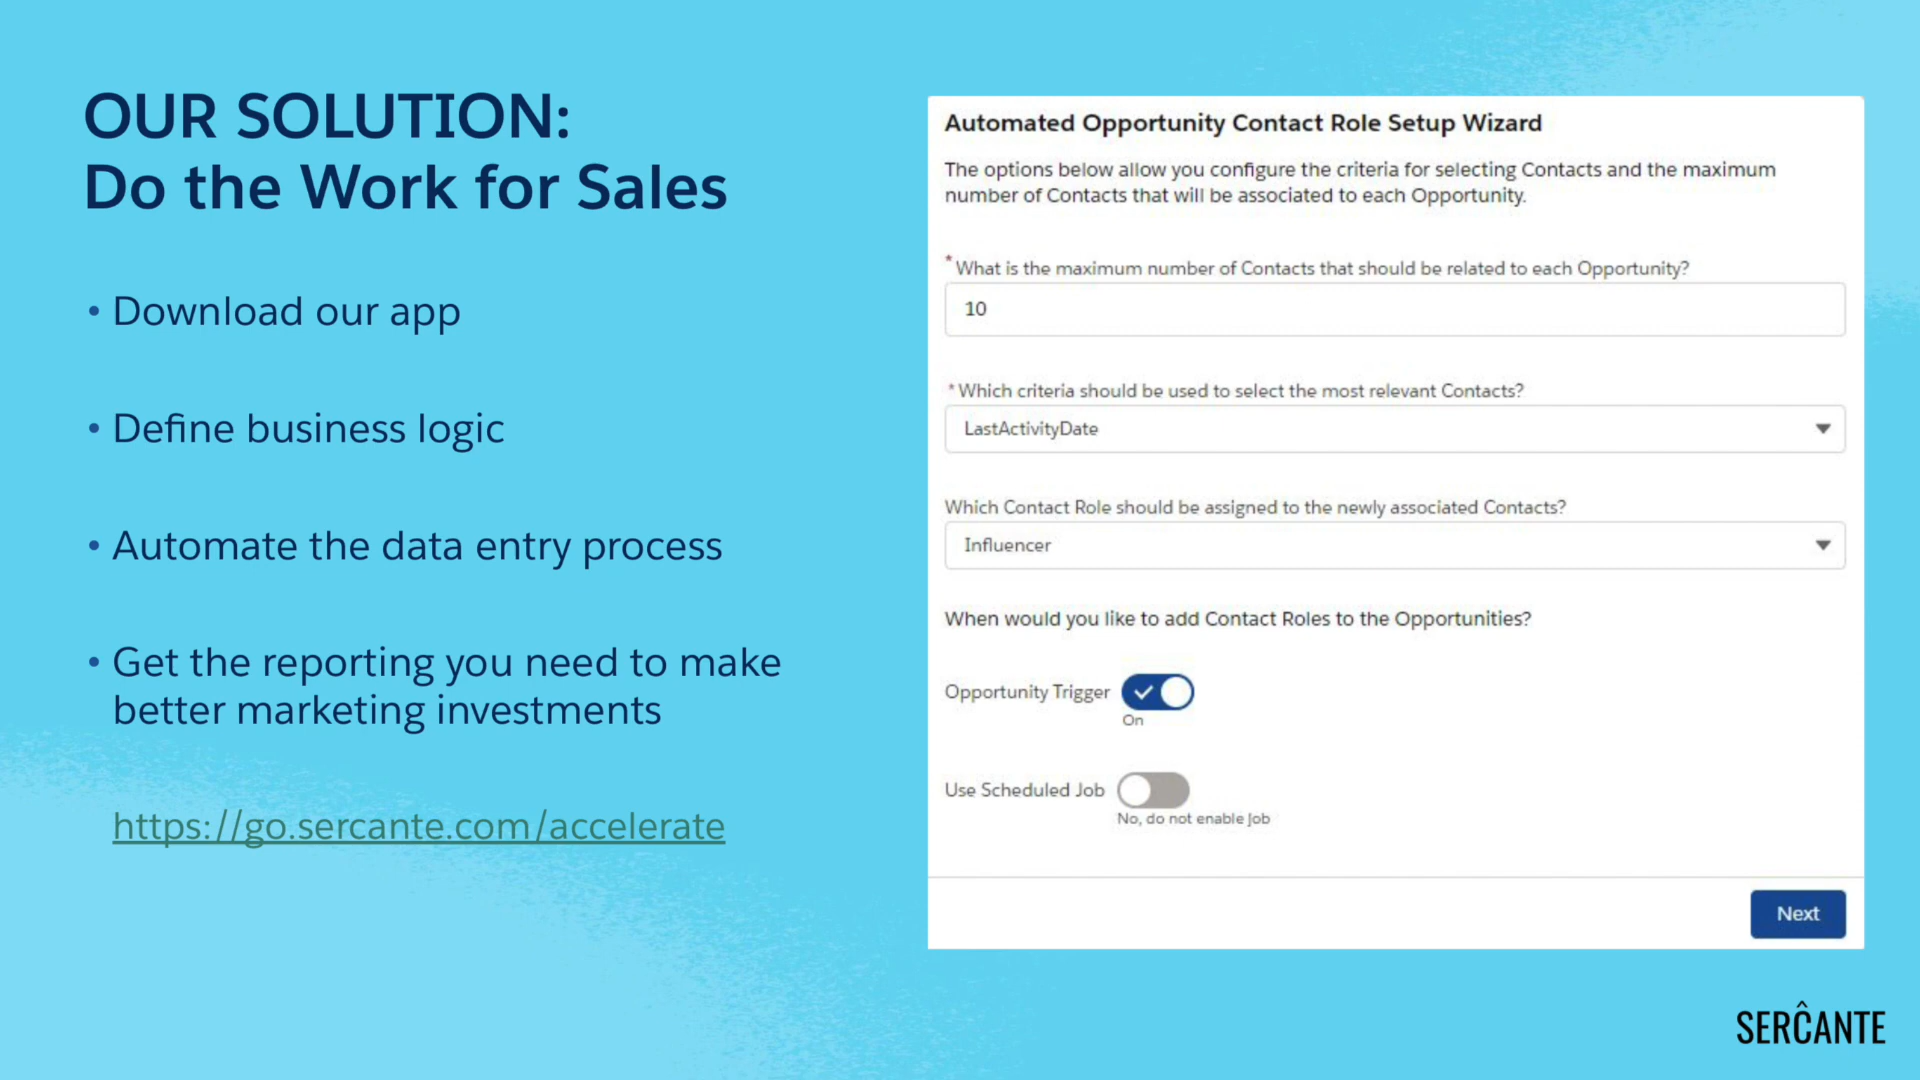 OUR SOLUTION:
Do the Work for Sales
• Download our app
• Define business logic
• Automate the data entry process
• Get the reporting you need to make
better marketing investments
https://go.sercante.com/accelerate
Automated Opportunity Contact Role Setup Wizard
The options below allow you configure the criteria for selecting Contacts and the maximum
number of Contacts that will be associated to each Opportunity.
* What is the maximum number of Contacts that should be related to each Opportunity?
10
* Which criteria should be used to select the most relevant Contacts?
LastActivityDate
Which Contact Role should be assigned to the newly associated Contacts?
Influencer
When would you like to add Contact Roles to the Opportunities?
Opportunity Trigger
On
Use Scheduled Job
No, do not enable Job
Next
SERĈANTE